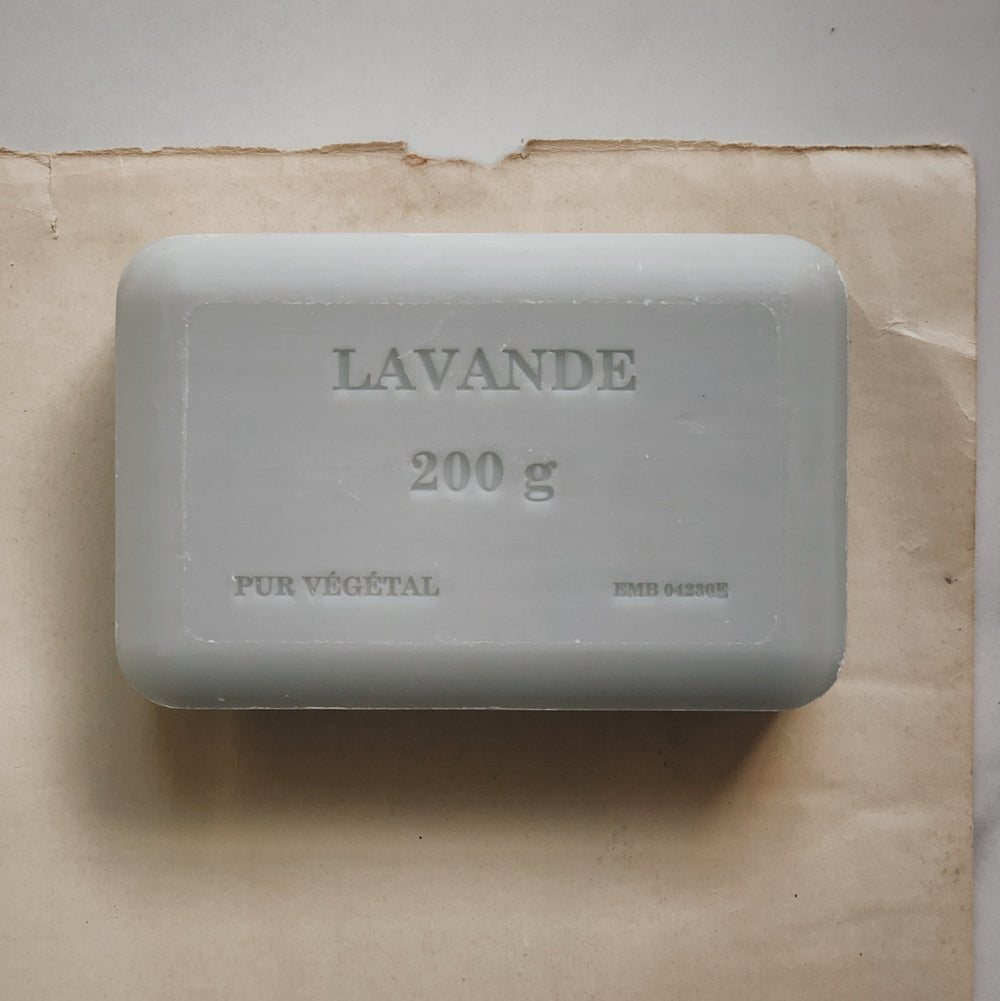 LAVANDE
200 g
PUR VÉGÉTAL
EMB 04230E